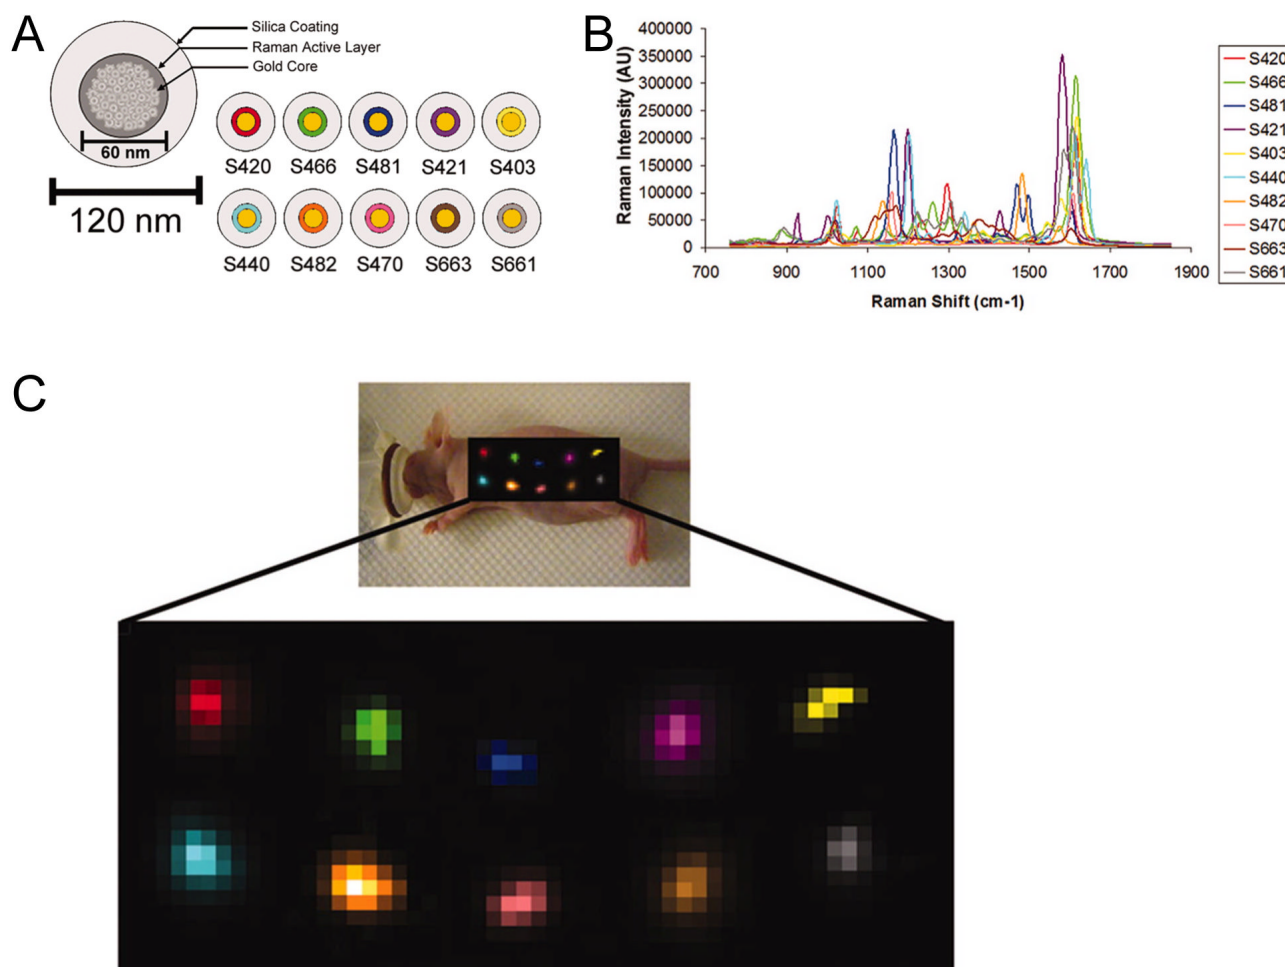 A
Silica Coating
Raman Active Layer
Gold Core
60 nm
120 nm
S420 S466 S481 S421 S403
S440 S482 S470 S663 S661
B
Raman Intensity (AU)
400000
350000
300000
250000
200000
150000
100000
50000
0
700 900 1100 1300 1500 1700 1900
Raman Shift (cm-1)
S420
S466
S481
S421
S403
S440
S482
S470
S663
S661
C